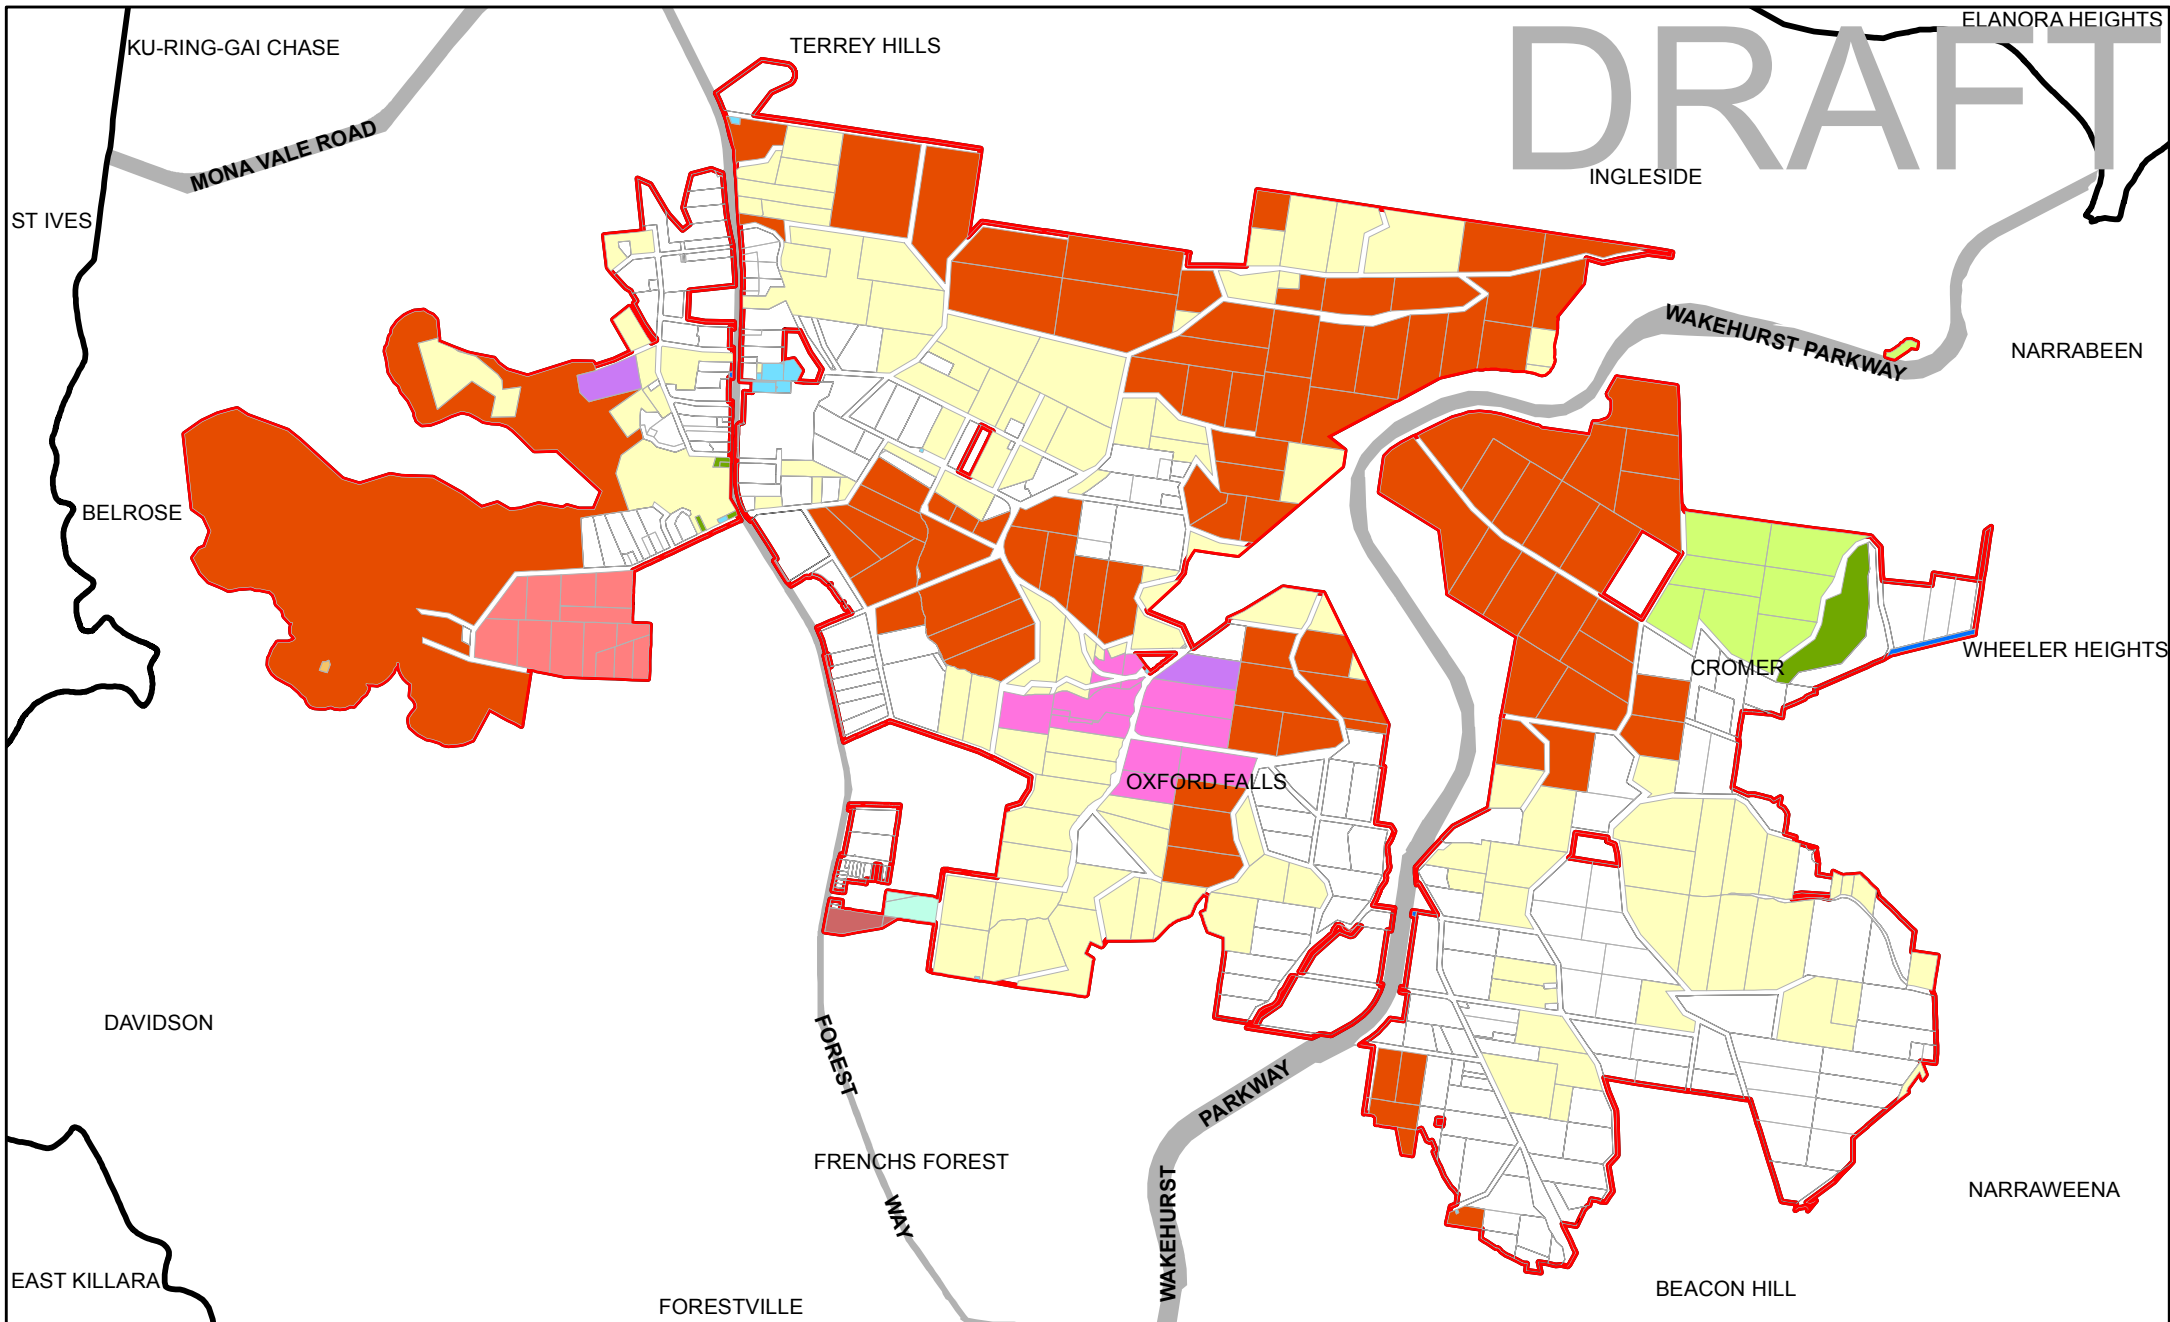 ELANORA HEIGHTS
KU-RING-GAI CHASE
TERREY HILLS
DRAFT
MONA VALE ROAD
INGLESIDE
ST IVES
WAKEHURST PARKWAY
NARRABEEN
BELROSE
WHEELER HEIGHTS
CROMER
OXFORD FALLS
DAVIDSON
FOREST
PARKWAY
FRENCHS FOREST
NARRAWEENA
WAY
WAKEHURST
EAST KILLARA
BEACON HILL
FORESTVILLE